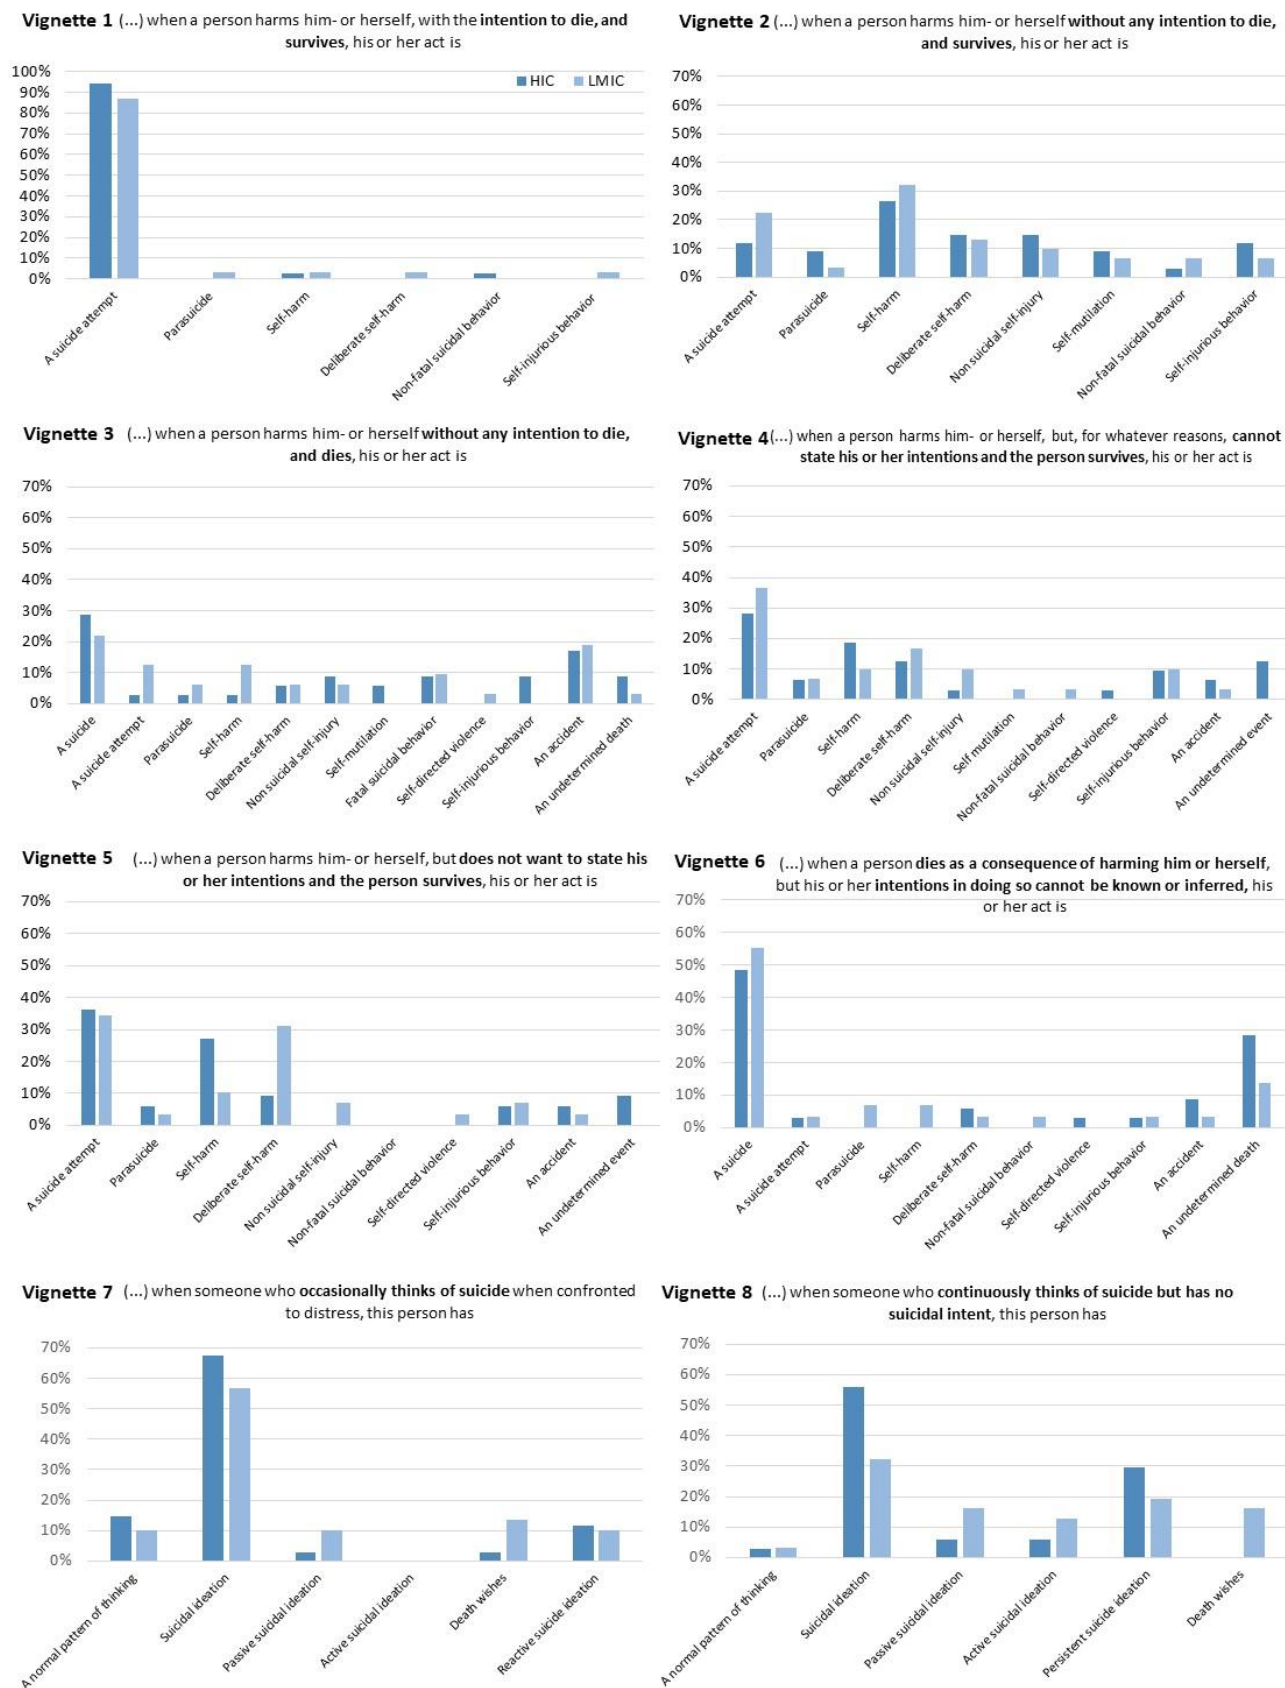 Vignette 1 (...) when a person harms him- or herself, with the intention to die, and
survives, his or her act is
100%
90%
80%
70%
60%
50%
40%
30%
20%
10%
0%
HIC LMIC
A suicide attempt
Parasuicide
Self-harm
Deliberate self-harm
Non-fatal suicidal behavior
Self-injurious behavior
Vignette 2 (...) when a person harms him- or herself without any intention to die,
and survives, his or her act is
70%
60%
50%
40%
30%
20%
10%
0%
A suicide attempt
Parasuicide
Self-harm
Deliberate self-harm
Non suicidal self-injury
Self-mutilation
Non-fatal suicidal behavior
Self-injurious behavior
Vignette 3 (...) when a person harms him- or herself without any intention to die,
and dies, his or her act is
70%
60%
50%
40%
30%
20%
10%
0%
A suicide
A suicide attempt
Parasuicide
Self-harm
Deliberate self-harm
Non suicidal self-injury
Self-mutilation
Fatal suicidal behavior
Self-directed violence
Self-injurious behavior
An accident
An undetermined death
Vignette 4 (...) when a person harms him- or herself, but, for whatever reasons, cannot
state his or her intentions and the person survives, his or her act is
70%
60%
50%
40%
30%
20%
10%
0%
A suicide attempt
Parasuicide
Self-harm
Deliberate self-harm
Non suicidal self-injury
Self mutilation
Non-fatal suicidal behavior
Self-directed violence
Self-injurious behavior
An accident
An undetermined event
Vignette 5 (...) when a person harms him- or herself, but does not want to state his
or her intentions and the person survives, his or her act is
70%
60%
50%
40%
30%
20%
10%
0%
A suicide attempt
Parasuicide
Self-harm
Deliberate self-harm
Non suicidal self-injury
Non-fatal suicidal behavior
Self-directed violence
Self-injurious behavior
An accident
An undetermined event
Vignette 6 (...) when a person dies as a consequence of harming him or herself,
but his or her intentions in doing so cannot be known or inferred, his
or her act is
70%
60%
50%
40%
30%
20%
10%
0%
A suicide
A suicide attempt
Parasuicide
Self-harm
Deliberate self-harm
Non-fatal suicidal behavior
Self-directed violence
Self-injurious behavior
An accident
An undetermined death
Vignette 7 (...) when someone who occasionally thinks of suicide when confronted
to distress, this person has
70%
60%
50%
40%
30%
20%
10%
0%
A normal pattern of thinking
Suicidal ideation
Passive suicidal ideation
Active suicidal ideation
Death wishes
Reactive suicide ideation
Vignette 8 (...) when someone who continuously thinks of suicide but has no
suicidal intent, this person has
70%
60%
50%
40%
30%
20%
10%
0%
A normal pattern of thinking
Suicidal ideation
Passive suicidal ideation
Active suicidal ideation
Persistent suicide ideation
Death wishes